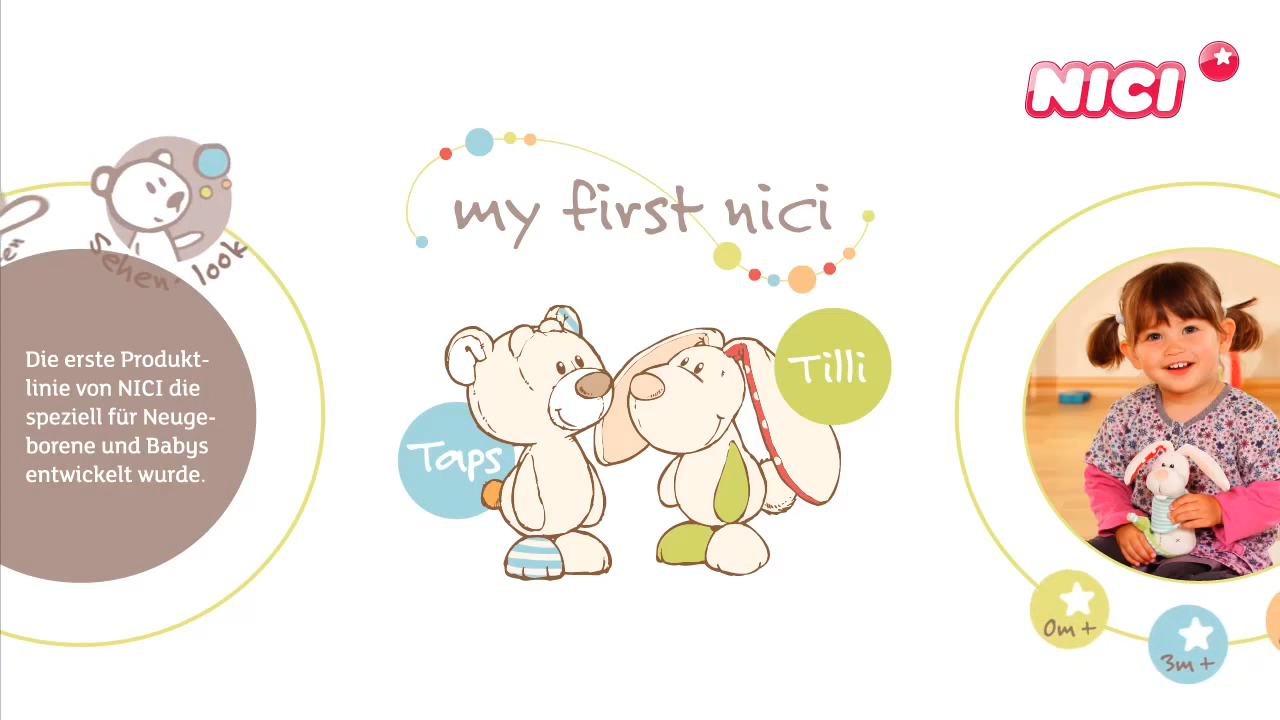 NICI
my first nici
sehen · look
Die erste Produkt-
linie von NICI die
speziell für Neuge-
borene und Babys
entwickelt wurde.
Taps
Tilli
0m+
3m+